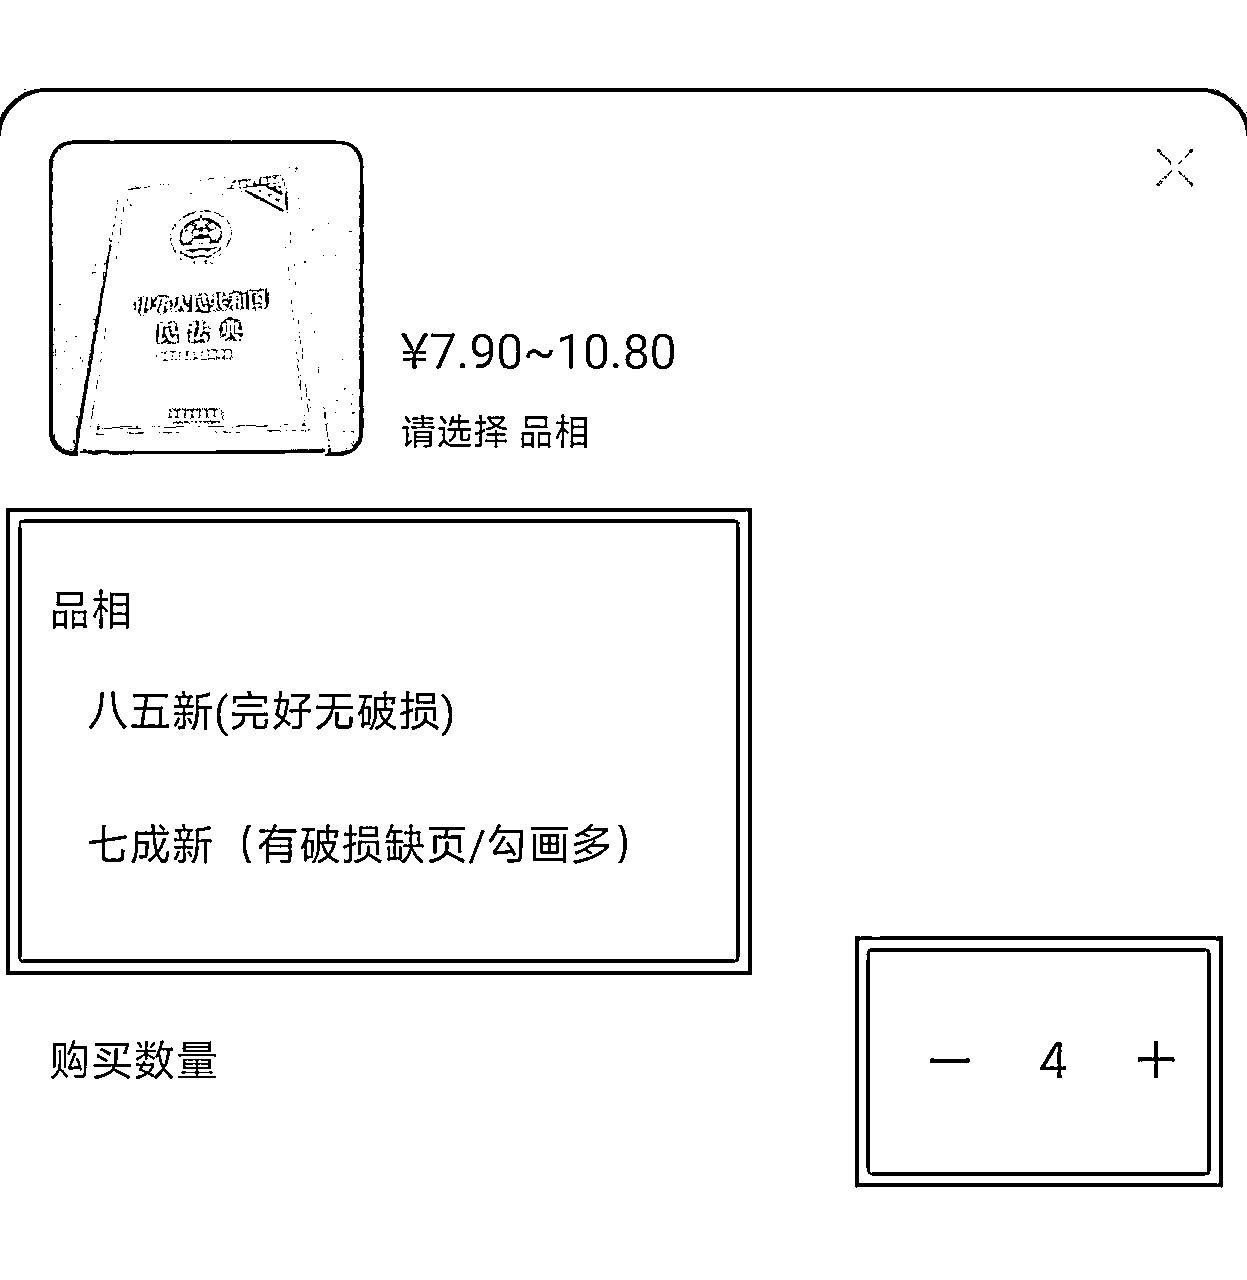 中华人民共和国
民法典
¥7.90~10.80
请选择 品相
品相
八五新(完好无破损)
七成新（有破损缺页/勾画多）
购买数量
4